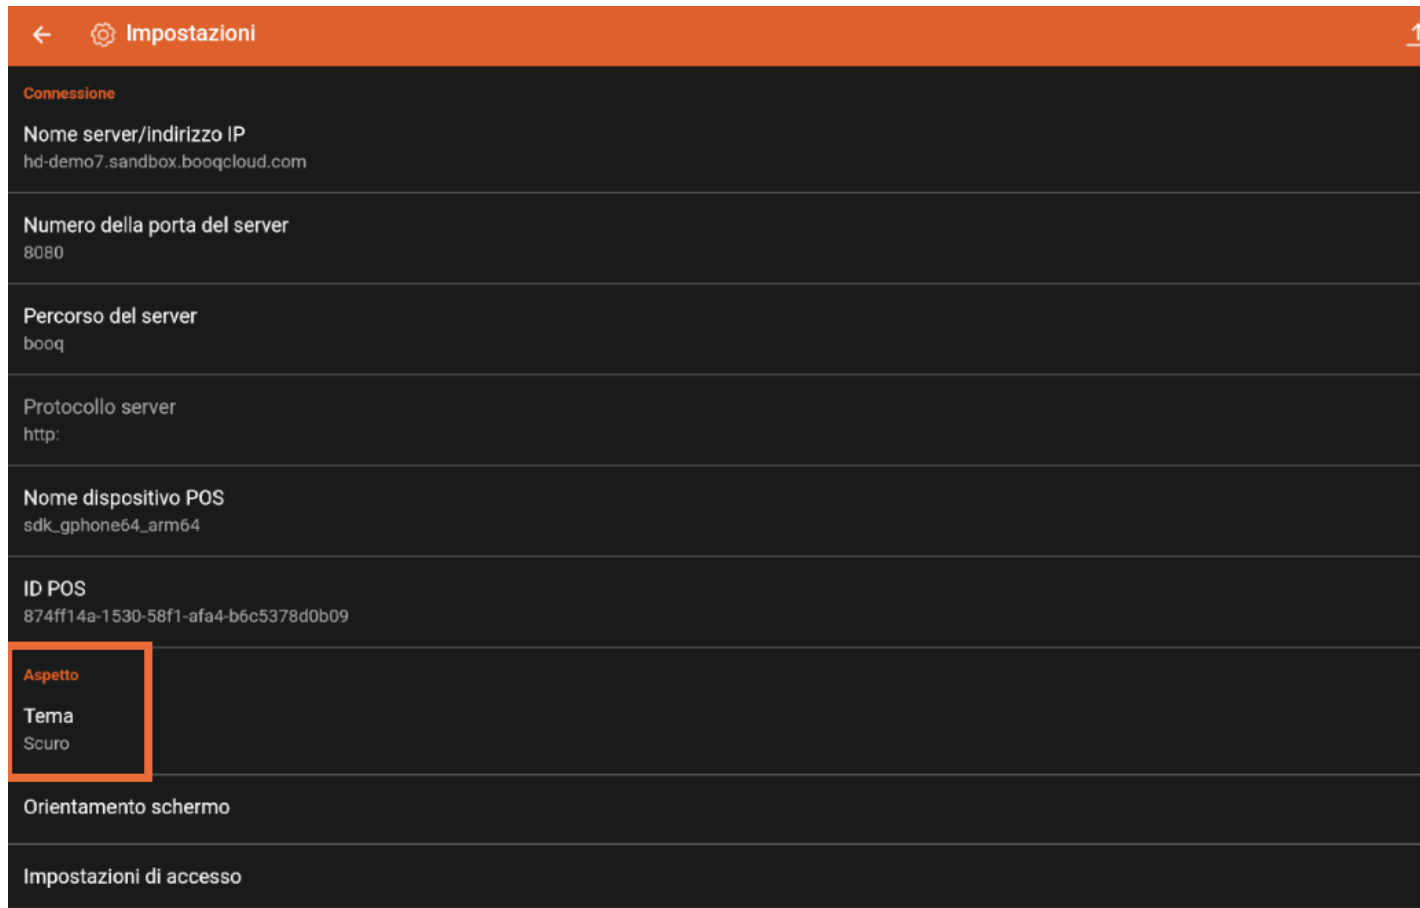 Impostazioni
Connessione
Nome server/indirizzo IP
hd-demo7.sandbox.booqcloud.com
Numero della porta del server
8080
Percorso del server
booq
Protocollo server
http:
Nome dispositivo POS
sdk_gphone64_arm64
ID POS
874ff14a-1530-58f1-afa4-b6c5378d0b09
Aspetto
Tema
Scuro
Orientamento schermo
Impostazioni di accesso